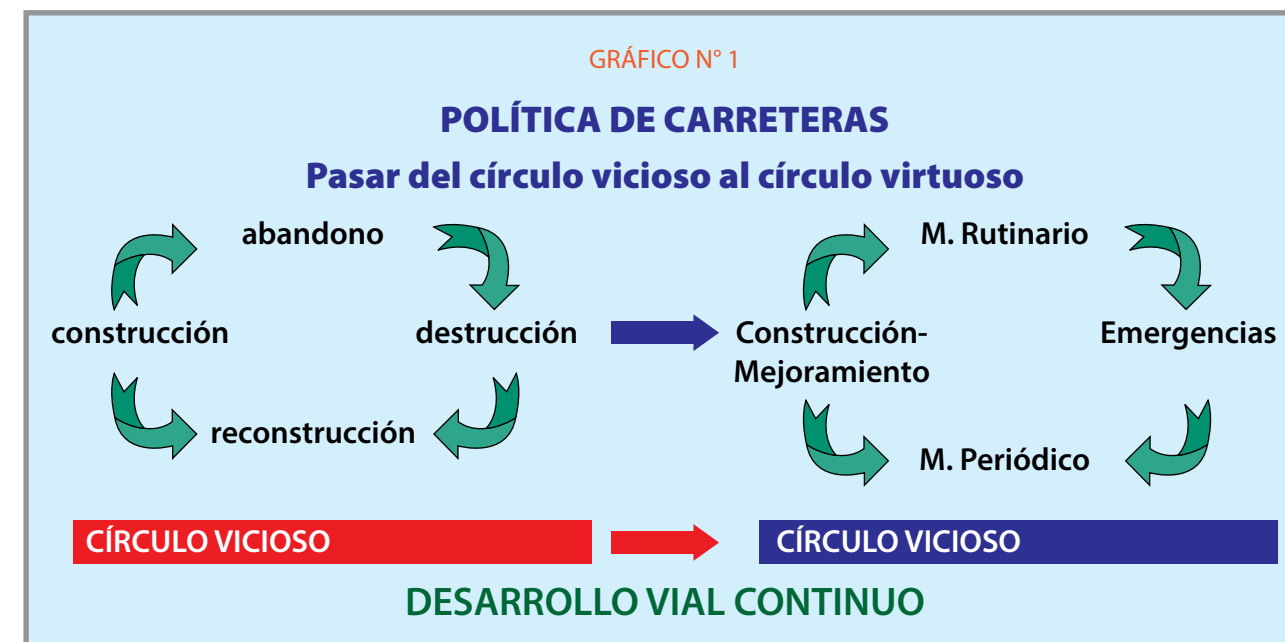 GRÁFICO N° 1
POLÍTICA DE CARRETERAS
Pasar del círculo vicioso al círculo virtuoso
abandono
construcción
destrucción
reconstrucción
M. Rutinario
Construcción-
Mejoramiento
Emergencias
M. Periódico
CÍRCULO VICIOSO
CÍRCULO VICIOSO
DESARROLLO VIAL CONTINUO